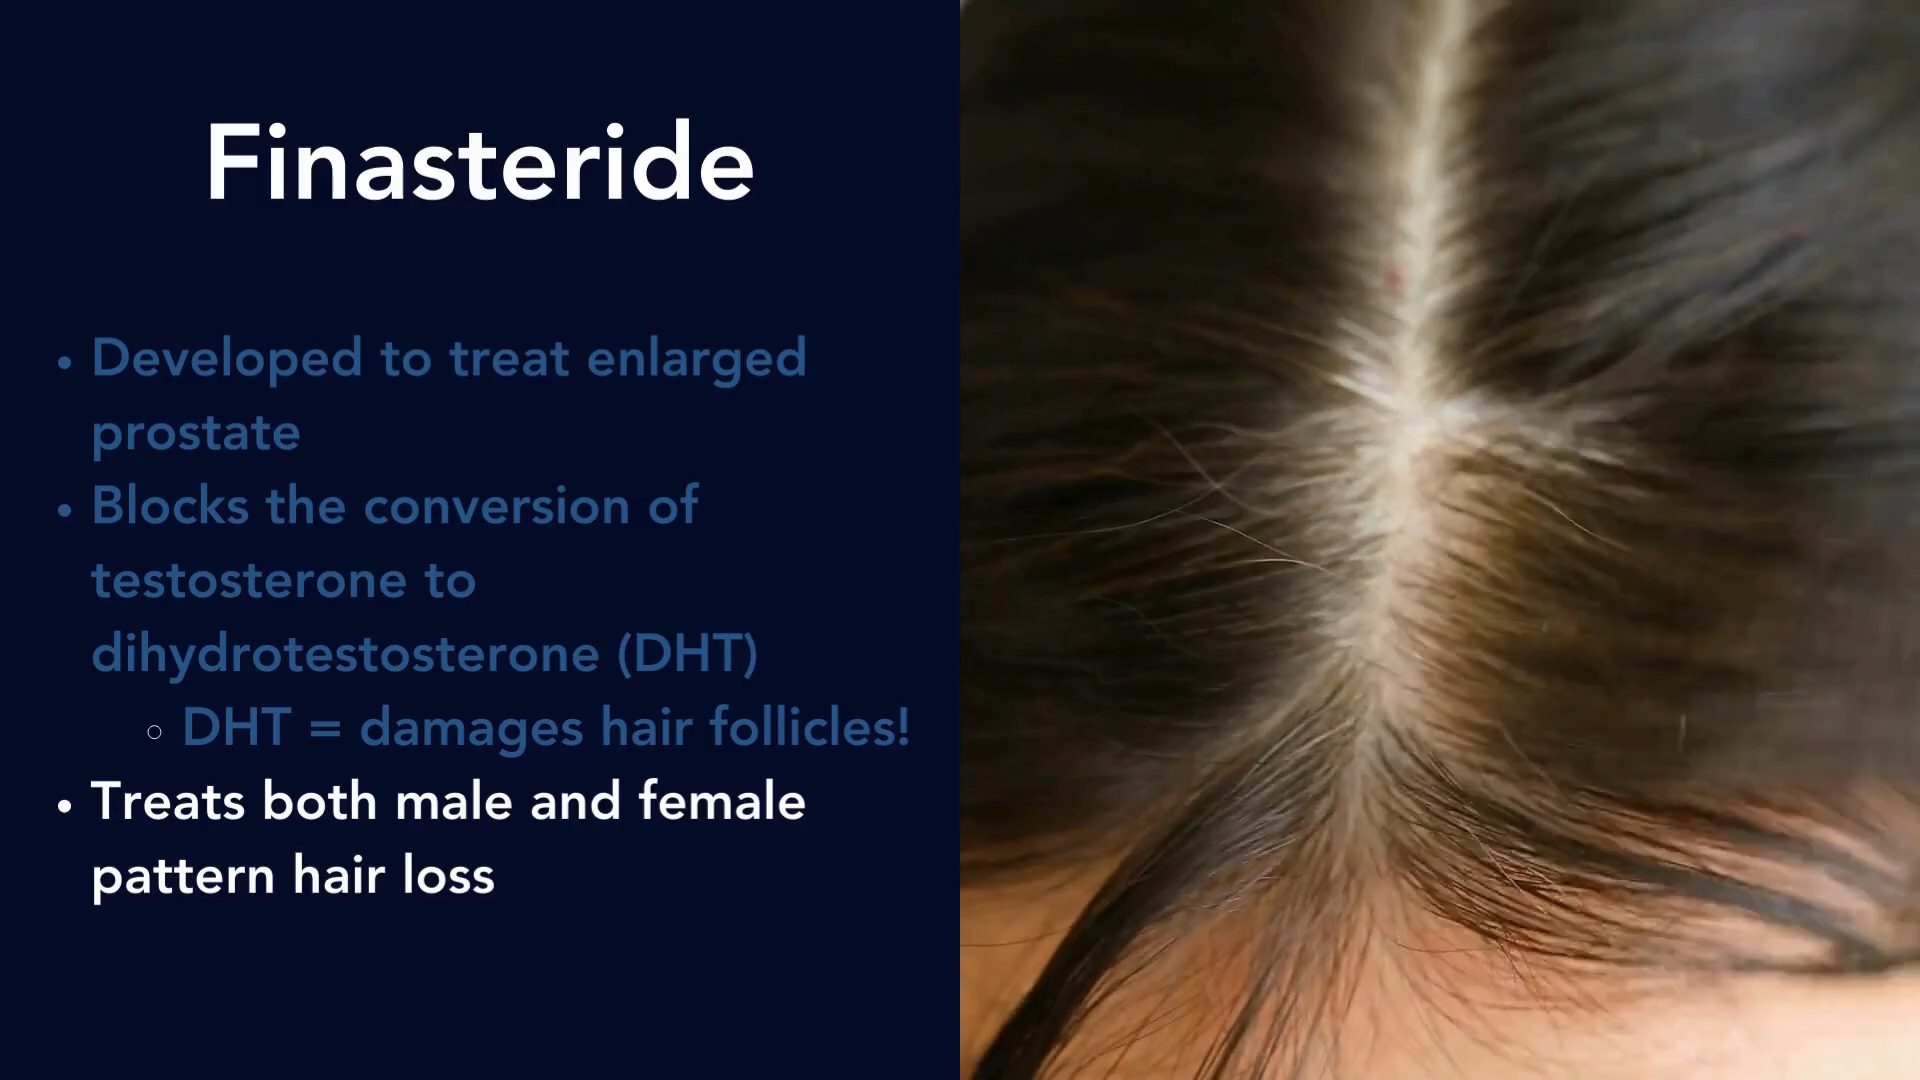 Finasteride
• Developed to treat enlarged
prostate
• Blocks the conversion of
testosterone to
dihydrotestosterone (DHT)
◦ DHT = damages hair follicles!
• Treats both male and female
pattern hair loss